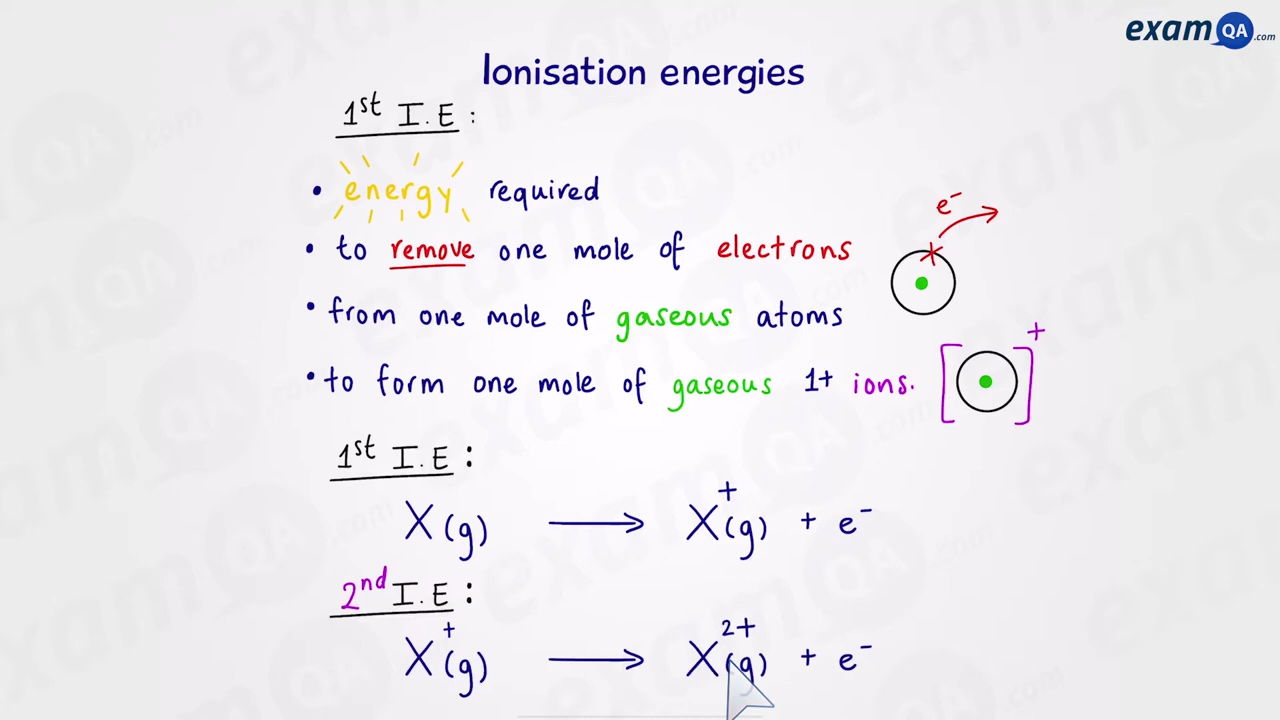 examQA.com
Ionisation energies
1st I.E :
• energy required
• to remove one mole of electrons
e-
• from one mole of gaseous atoms
• to form one mole of gaseous 1+ ions. [ ]+
1st I.E :
X(g) ⟶ X+(g) + e-
2nd I.E :
X+(g) ⟶ X2+(g) + e-